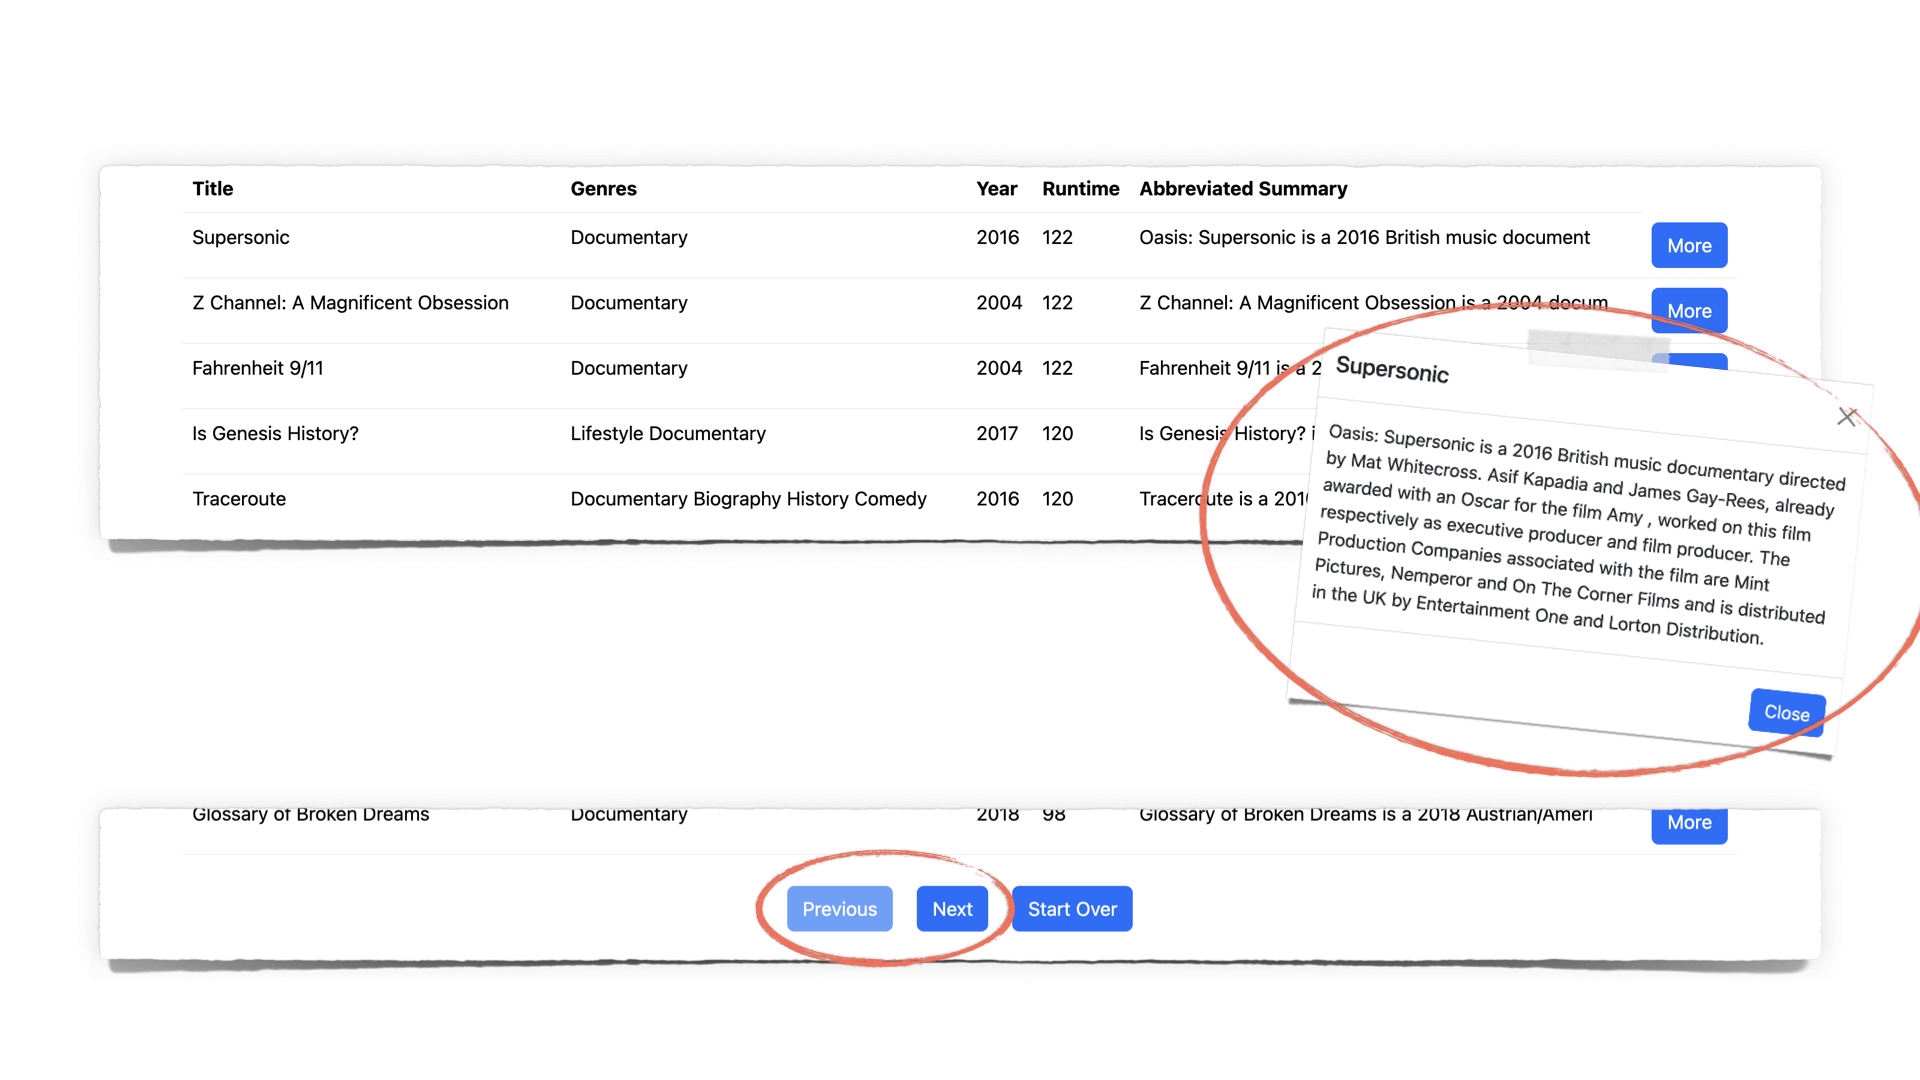 Title Genres Year Runtime Abbreviated Summary
Supersonic Documentary 2016 122 Oasis: Supersonic is a 2016 British music document More
Z Channel: A Magnificent Obsession Documentary 2004 122 Z Channel: A Magnificent Obsession is a 2004 docum More
Fahrenheit 9/11 Documentary 2004 122 Fahrenheit 9/11 is a 2
Is Genesis History? Lifestyle Documentary 2017 120 Is Genesis History? i
Traceroute Documentary Biography History Comedy 2016 120 Traceroute is a 2016
Supersonic
Oasis: Supersonic is a 2016 British music documentary directed
by Mat Whitecross. Asif Kapadia and James Gay-Rees, already
awarded with an Oscar for the film Amy , worked on this film
respectively as executive producer and film producer. The
Production Companies associated with the film are Mint
Pictures, Nemperor and On The Corner Films and is distributed
in the UK by Entertainment One and Lorton Distribution.
Close
Glossary of Broken Dreams Documentary 2018 98 Glossary of Broken Dreams is a 2018 Austrian/Ameri More
Previous Next Start Over